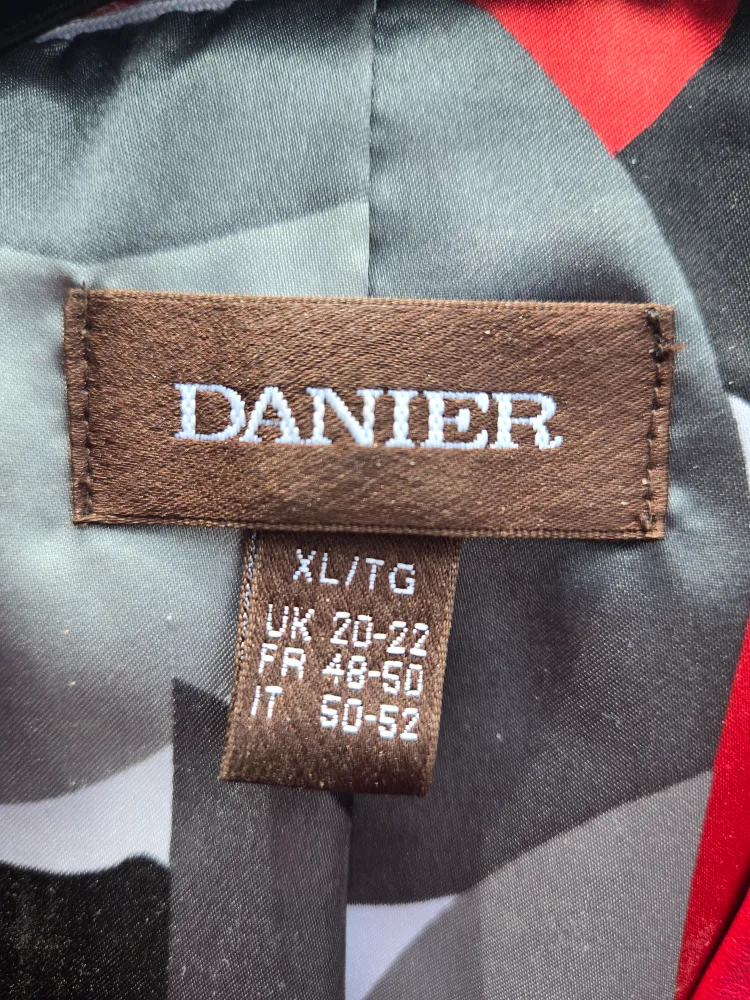 DANIER
XL/TG
UK 20-22
FR 48-50
IT 50-52